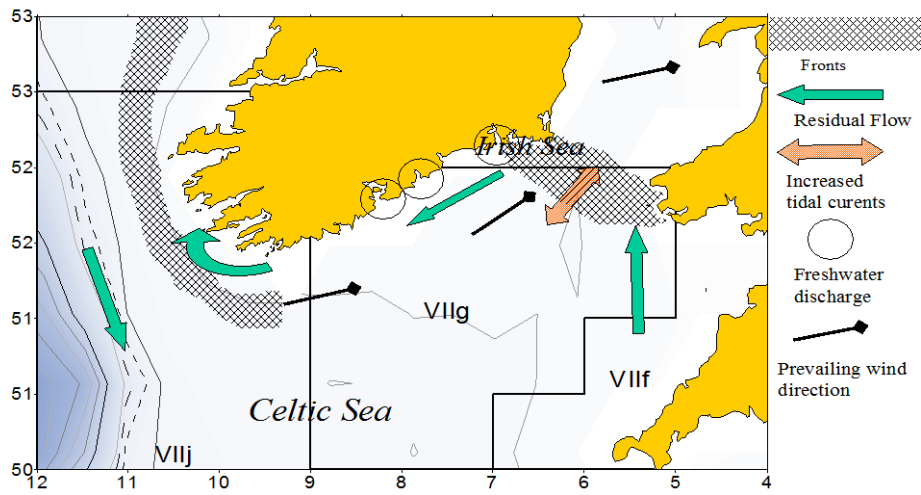 53
53
52
52
51
51
50
12
11
10
9
8
7
6
5
4
Irish Sea
VIIg
VIIf
Celtic Sea
VIIj
Fronts
Residual Flow
Increased
tidal curents
Freshwater
discharge
Prevailing wind
direction